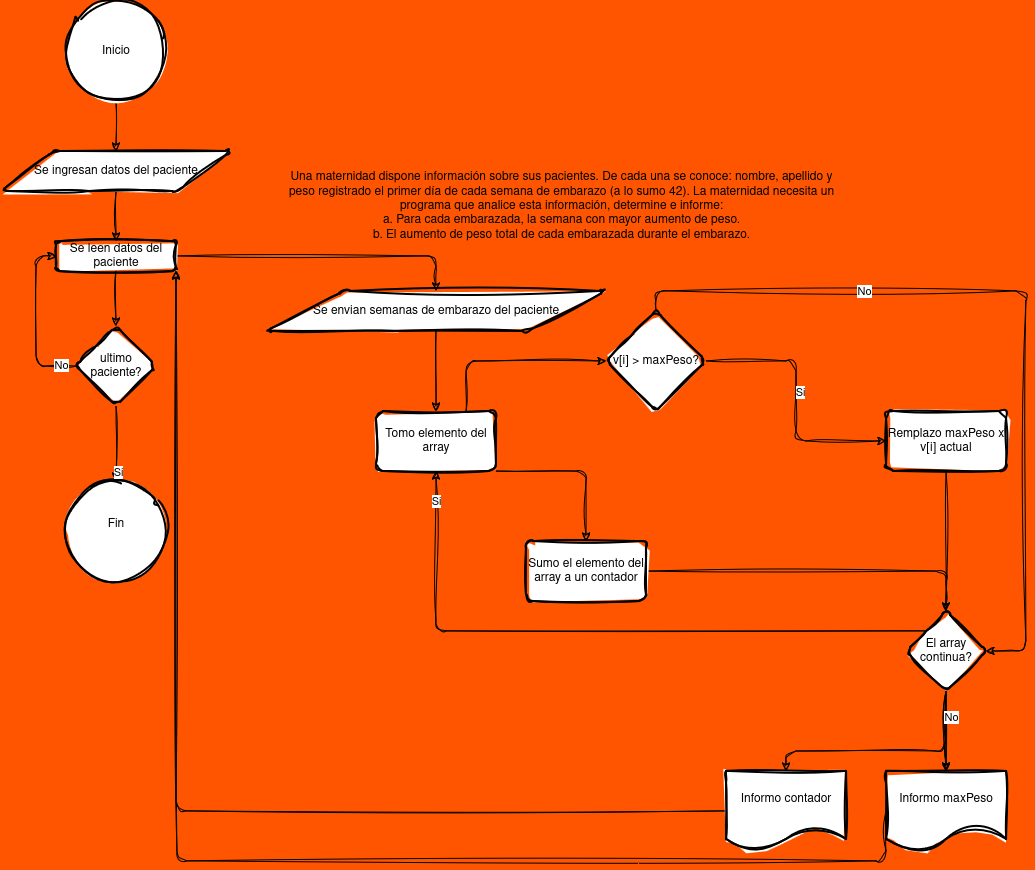 Inicio
Se ingresan datos del paciente
Una maternidad dispone información sobre sus pacientes. De cada una se conoce: nombre, apellido y
peso registrado el primer día de cada semana de embarazo (a lo sumo 42). La maternidad necesita un
programa que analice esta información, determine e informe:
a. Para cada embarazada, la semana con mayor aumento de peso.
b. El aumento de peso total de cada embarazada durante el embarazo.
Se leen datos del
paciente
Se envian semanas de embarazo del paciente
No
ultimo
paciente?
No
v[i] > maxPeso?
Si
Tomo elemento del
array
Remplazo maxPeso x
v[i] actual
Si
Fin
Si
Sumo el elemento del
array a un contador
El array
continua?
No
Informo contador
Informo maxPeso